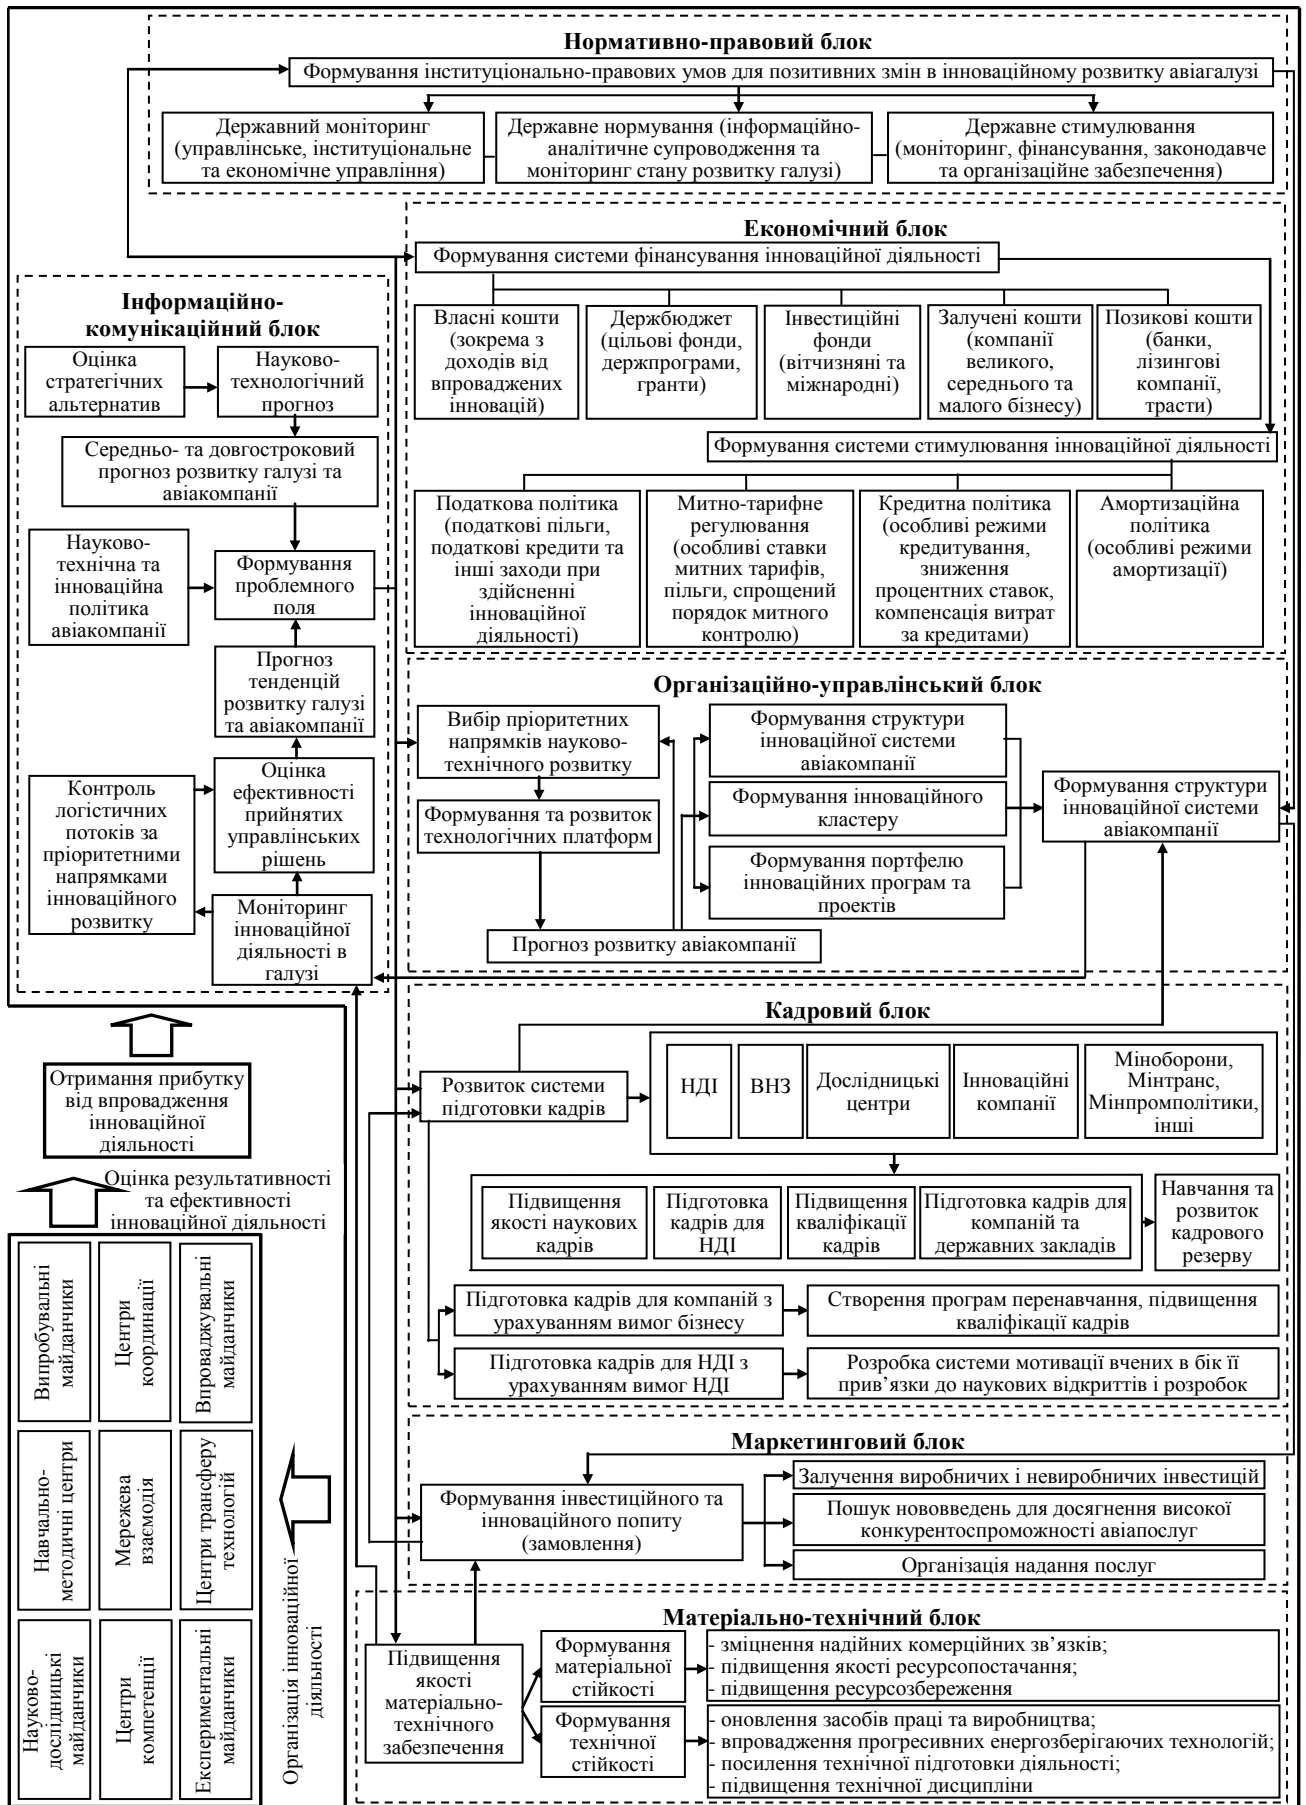 Нормативно-правовий блок
Формування інституціонально-правових умов для позитивних змін в інноваційному розвитку авіагалузі
Державний моніторинг
(управлінське, інституціональне
та економічне управління)
Державне нормування (інформаційно-
аналітичне супроводження та
моніторинг стану розвитку галузі)
Державне стимулювання
(моніторинг, фінансування, законодавче
та організаційне забезпечення)
Економічний блок
Формування системи фінансування інноваційної діяльності
Власні кошти
(зокрема з
доходів від
впроваджених
інновацій)
Держбюджет
(цільові фонди,
держпрограми,
гранти)
Інвестиційні
фонди
(вітчизняні та
міжнародні)
Залучені кошти
(компанії
великого,
середнього та
малого бізнесу)
Позикові кошти
(банки,
лізингові
компанії,
трасти)
Формування системи стимулювання інноваційної діяльності
Податкова політика
(податкові пільги,
податкові кредити та
інші заходи при
здійсненні
інноваційної
діяльності)
Митно-тарифне
регулювання
(особливі ставки
митних тарифів,
пільги, спрощений
порядок митного
контролю)
Кредитна політика
(особливі режими
кредитування,
зниження
процентних ставок,
компенсація витрат
за кредитами)
Амортизаційна
політика
(особливі режими
амортизації)
Інформаційно-
комунікаційний блок
Оцінка
стратегічних
альтернатив
Науково-
технологічний
прогноз
Середньо- та довгостроковий
прогноз розвитку галузі та
авіакомпанії
Науково-
технічна та
інноваційна
політика
авіакомпанії
Формування
проблемного
поля
Прогноз
тенденцій
розвитку галузі
та авіакомпанії
Контроль
логістичних
потоків за
пріоритетними
напрямками
інноваційного
розвитку
Оцінка
ефективності
прийнятих
управлінських
рішень
Моніторинг
інноваційної
діяльності в
галузі
Організаційно-управлінський блок
Вибір пріоритетних
напрямків науково-
технічного розвитку
Формування та розвиток
технологічних платформ
Прогноз розвитку авіакомпанії
Формування структури
інноваційної системи
авіакомпанії
Формування інноваційного
кластеру
Формування портфелю
інноваційних програм та
проектів
Формування структури
інноваційної системи
авіакомпанії
Кадровий блок
Розвиток системи
підготовки кадрів
НДІ
ВНЗ
Дослідницькі
центри
Інноваційні
компанії
Міноборони,
Мінтранс,
Мінпромполітики,
інші
Підвищення
якості наукових
кадрів
Підготовка
кадрів для
НДІ
Підвищення
кваліфікації
кадрів
Підготовка кадрів для
компаній та
державних закладів
Навчання та
розвиток
кадрового
резерву
Підготовка кадрів для компаній з
урахуванням вимог бізнесу
Створення програм перенавчання, підвищення
кваліфікації кадрів
Підготовка кадрів для НДІ з
урахуванням вимог НДІ
Розробка системи мотивації вчених в бік її
прив’язки до наукових відкриттів і розробок
Маркетинговий блок
Формування інвестиційного та
інноваційного попиту
(замовлення)
Залучення виробничих і невиробничих інвестицій
Пошук нововведень для досягнення високої
конкурентоспроможності авіапослуг
Організація надання послуг
Матеріально-технічний блок
Підвищення
якості
матеріально-
технічного
забезпечення
Формування
матеріальної
стійкості
- зміцнення надійних комерційних зв’язків;
- підвищення якості ресурсопостачання;
- підвищення ресурсозбереження
Формування
технічної
стійкості
- оновлення засобів праці та виробництва;
- впровадження прогресивних енергозберігаючих технологій;
- посилення технічної підготовки діяльності;
- підвищення технічної дисципліни
Отримання прибутку
від впровадження
інноваційної
діяльності
Оцінка результативності
та ефективності
інноваційної діяльності
Випробувальні
майданчики
Центри
координації
Впроваджувальні
майданчики
Навчально-
методичні центри
Мережева
взаємодія
Центри трансферу
технологій
Науково-
дослідницькі
майданчики
Центри
компетенції
Експериментальні
майданчики
Організація інноваційної
діяльності